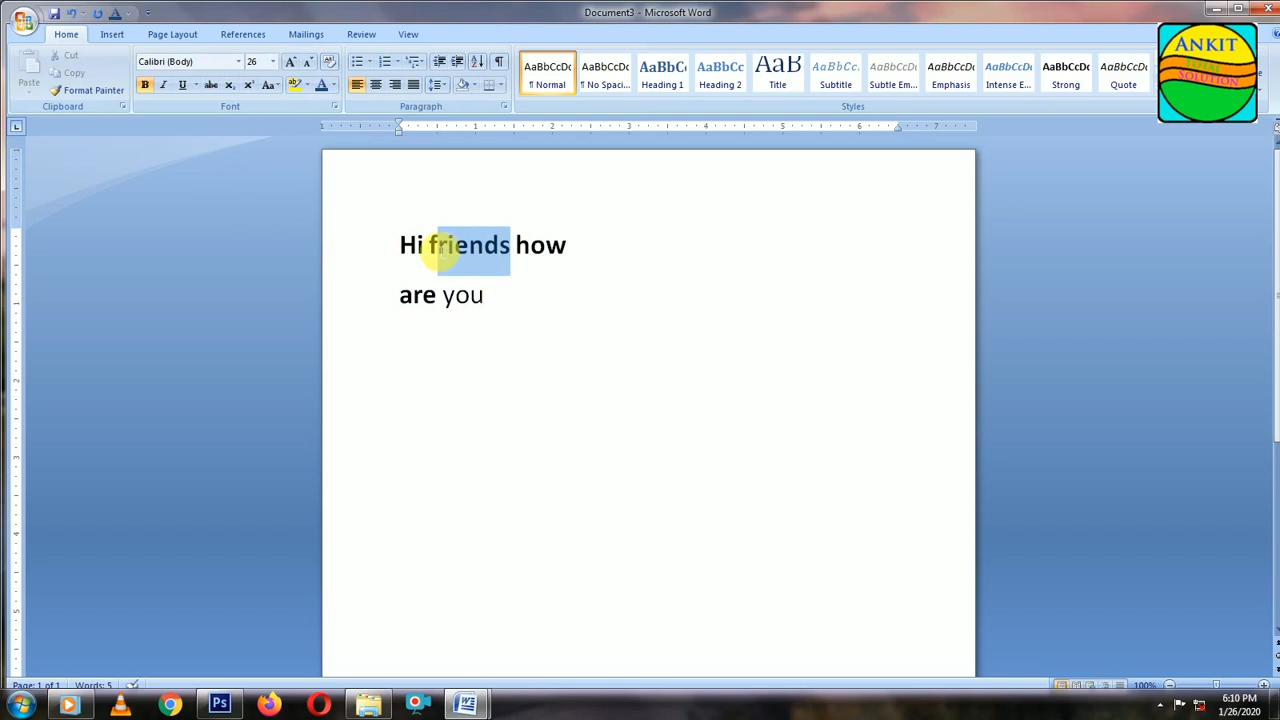 Document3 - Microsoft Word
Home Insert Page Layout References Mailings Review View
Paste
Cut
Copy
Format Painter
Clipboard
Calibri (Body) 26
Font
Paragraph
AaBbCcDc AaBbCcDc AaBbCc AaBbCc AaB AaBbCc. AaBbCcDc AaBbCcDc AaBbCcDc AaBbCcDc AaBbCcDc
¶ Normal ¶ No Spaci... Heading 1 Heading 2 Title Subtitle Subtle Em... Emphasis Intense E... Strong Quote
Styles
ANKIT
TOTAL
SOLUTION
Hi friends how
are you
Page: 1 of 1 Words: 5
100%
6:10 PM
1/26/2020